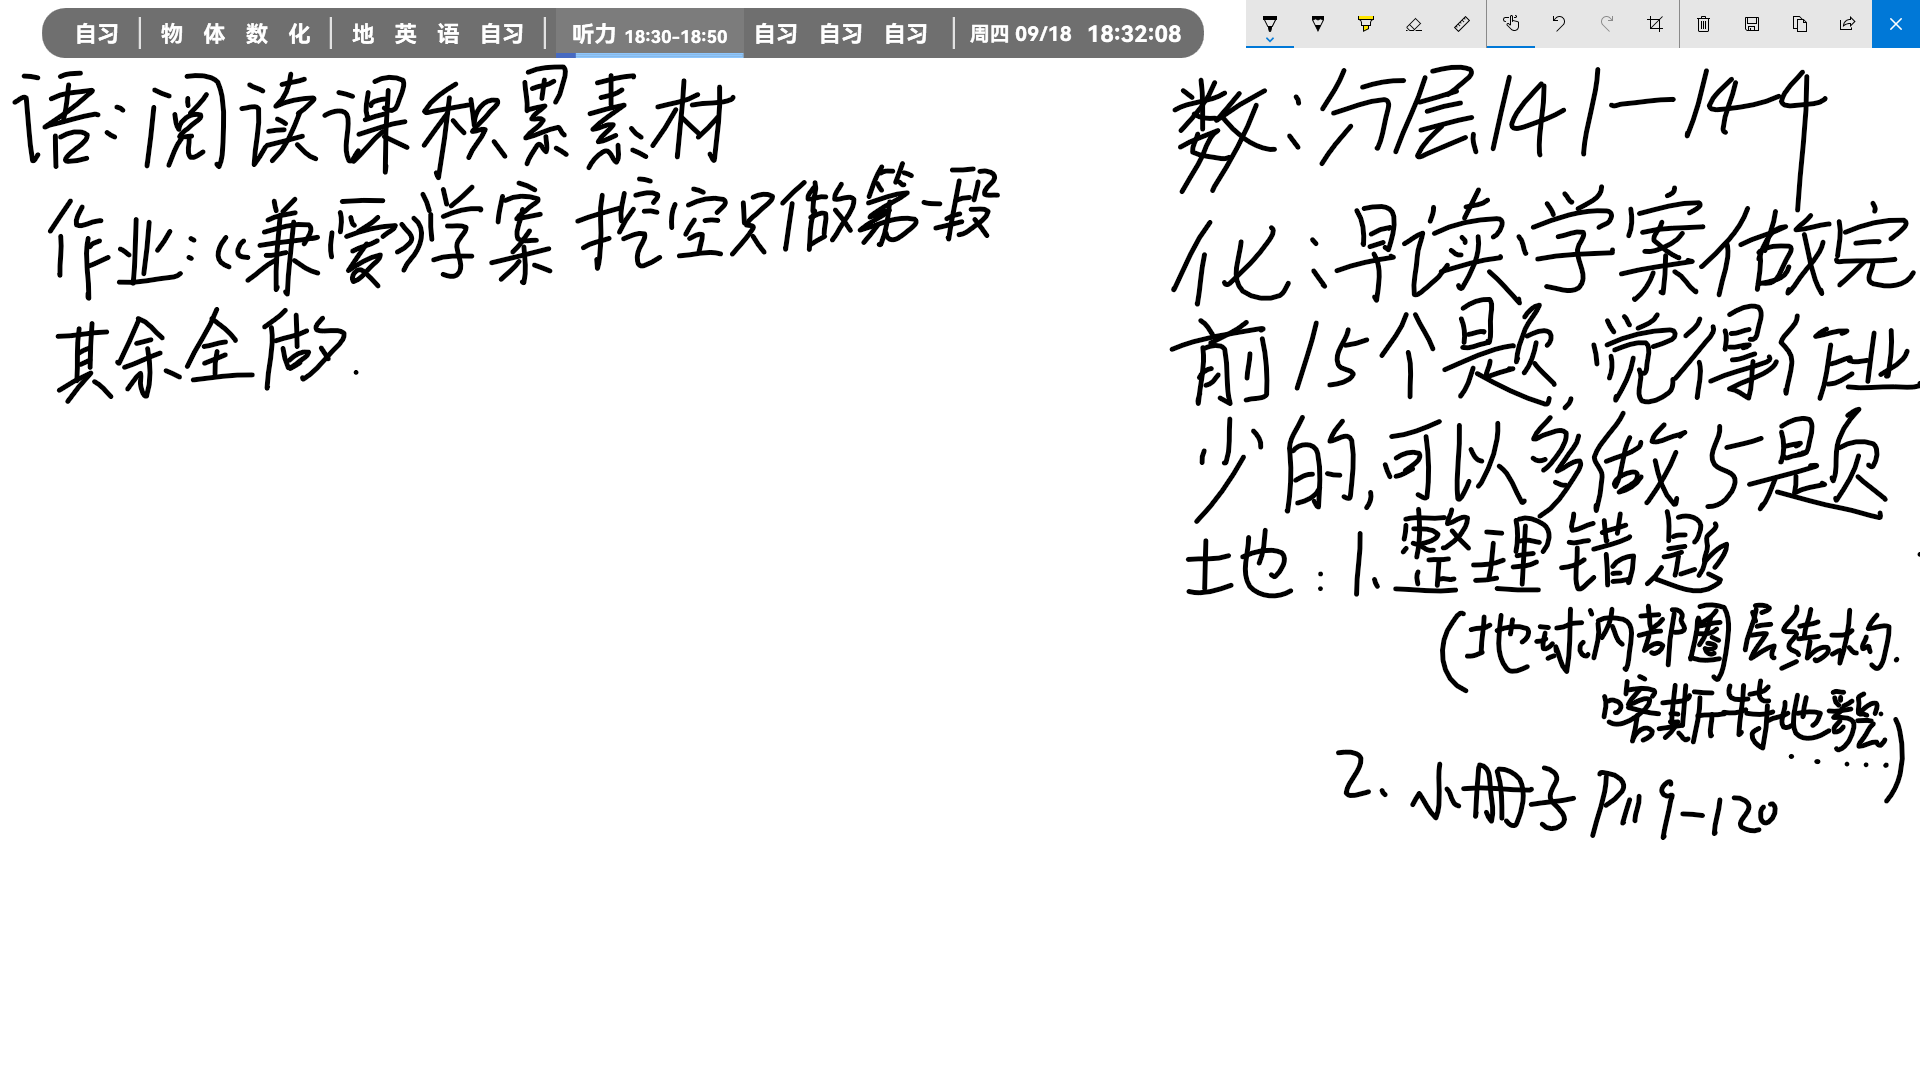 自习 | 物 体 数 化 | 地 英 语 自习 | 听力 18:30-18:50 自习 自习 自习 | 周四 09/18 18:32:08
语:阅读课积累素材
作业:《兼爱》学案 挖空只做第一段
其余全做.
数:分层141—144
化:早读学案做完
前15个题,觉得作业
少的,可以多做5题
地:1.整理错题
(地球内部圈层结构.
喀斯特地貌......)
2.小册子P119-120